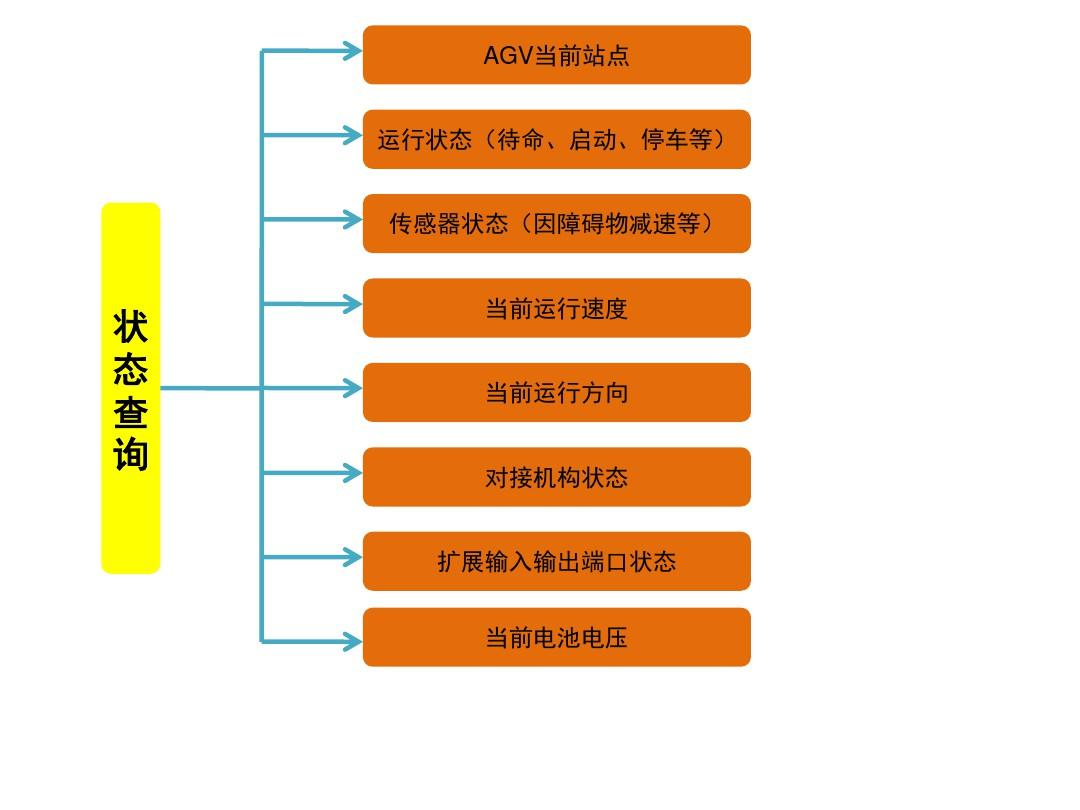 状
态
查
询
AGV当前站点
运行状态（待命、启动、停车等）
传感器状态（因障碍物减速等）
当前运行速度
当前运行方向
对接机构状态
扩展输入输出端口状态
当前电池电压